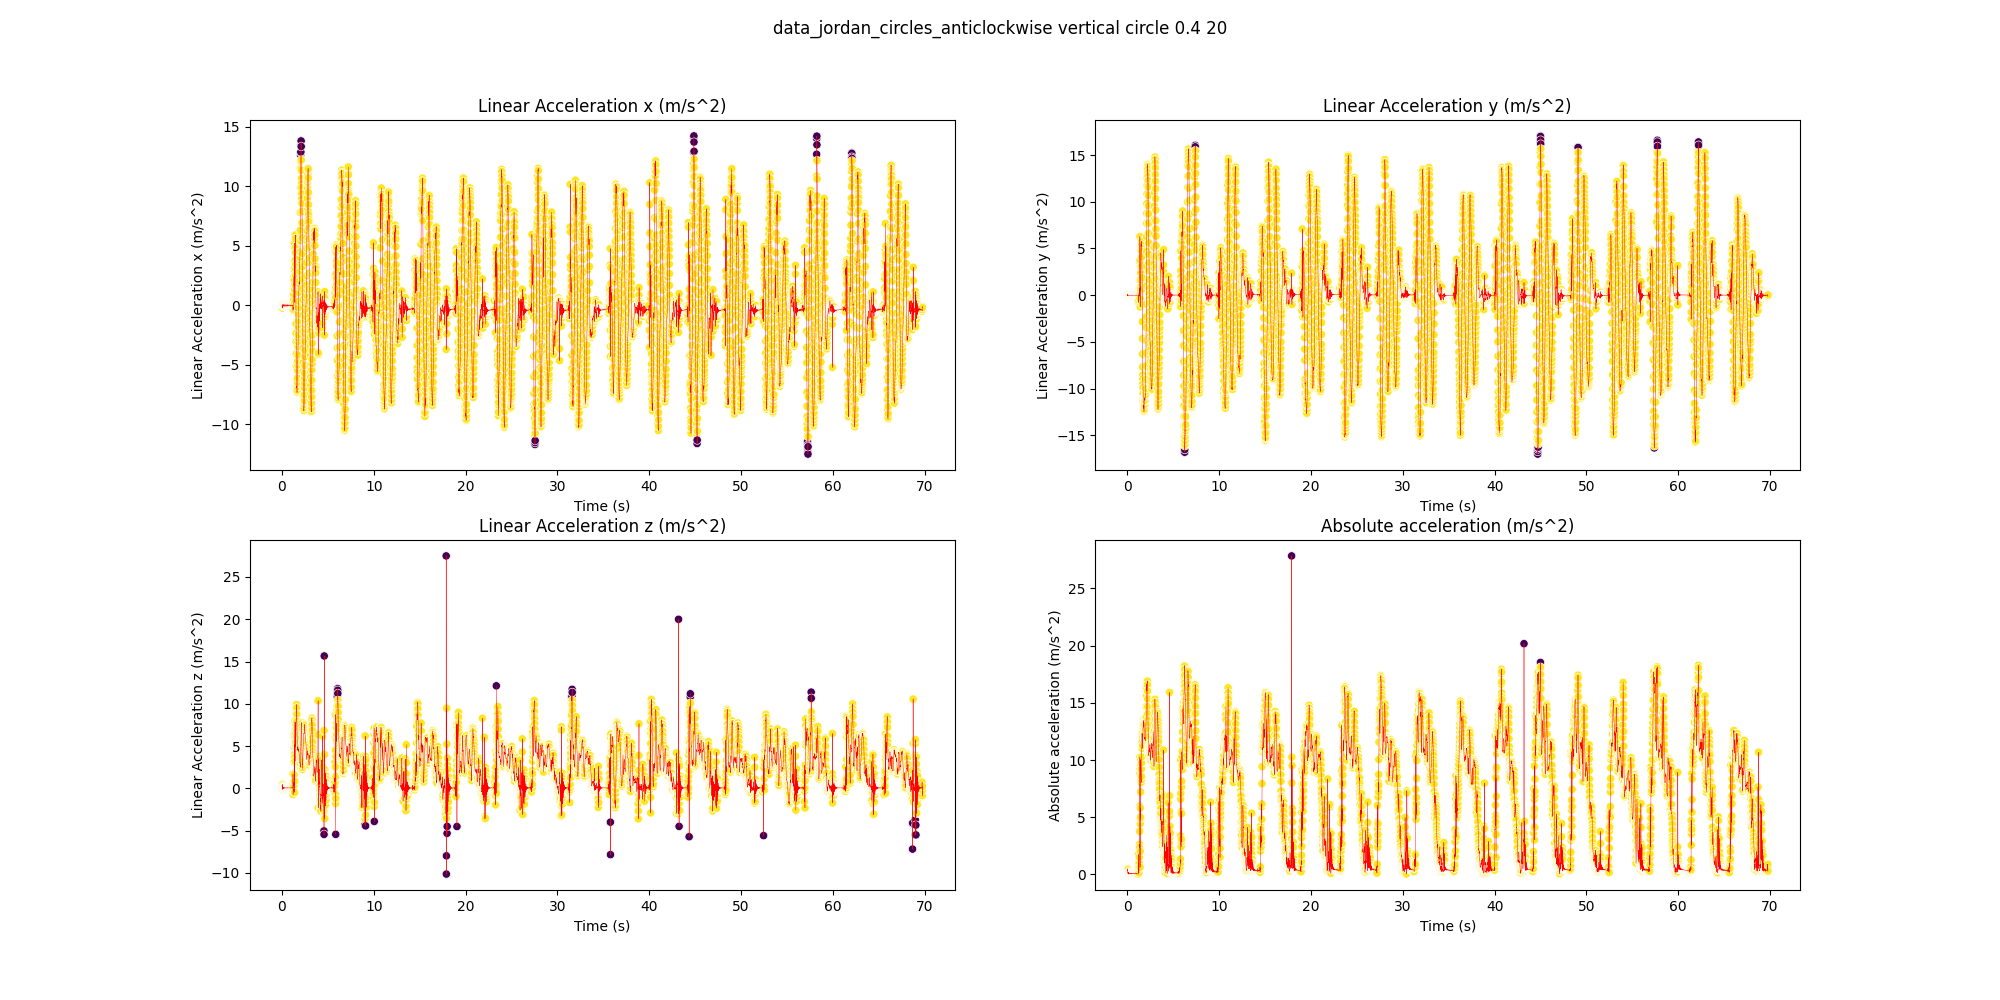 data_jordan_circles_anticlockwise vertical circle 0.4 20
Linear Acceleration x (m/s^2)
Linear Acceleration x (m/s^2)
15
10
5
0
−5
−10
0 10 20 30 40 50 60 70
Time (s)
Linear Acceleration y (m/s^2)
Linear Acceleration y (m/s^2)
15
10
5
0
−5
−10
−15
0 10 20 30 40 50 60 70
Time (s)
Linear Acceleration z (m/s^2)
Linear Acceleration z (m/s^2)
25
20
15
10
5
0
−5
−10
0 10 20 30 40 50 60 70
Time (s)
Absolute acceleration (m/s^2)
Absolute acceleration (m/s^2)
25
20
15
10
5
0
0 10 20 30 40 50 60 70
Time (s)